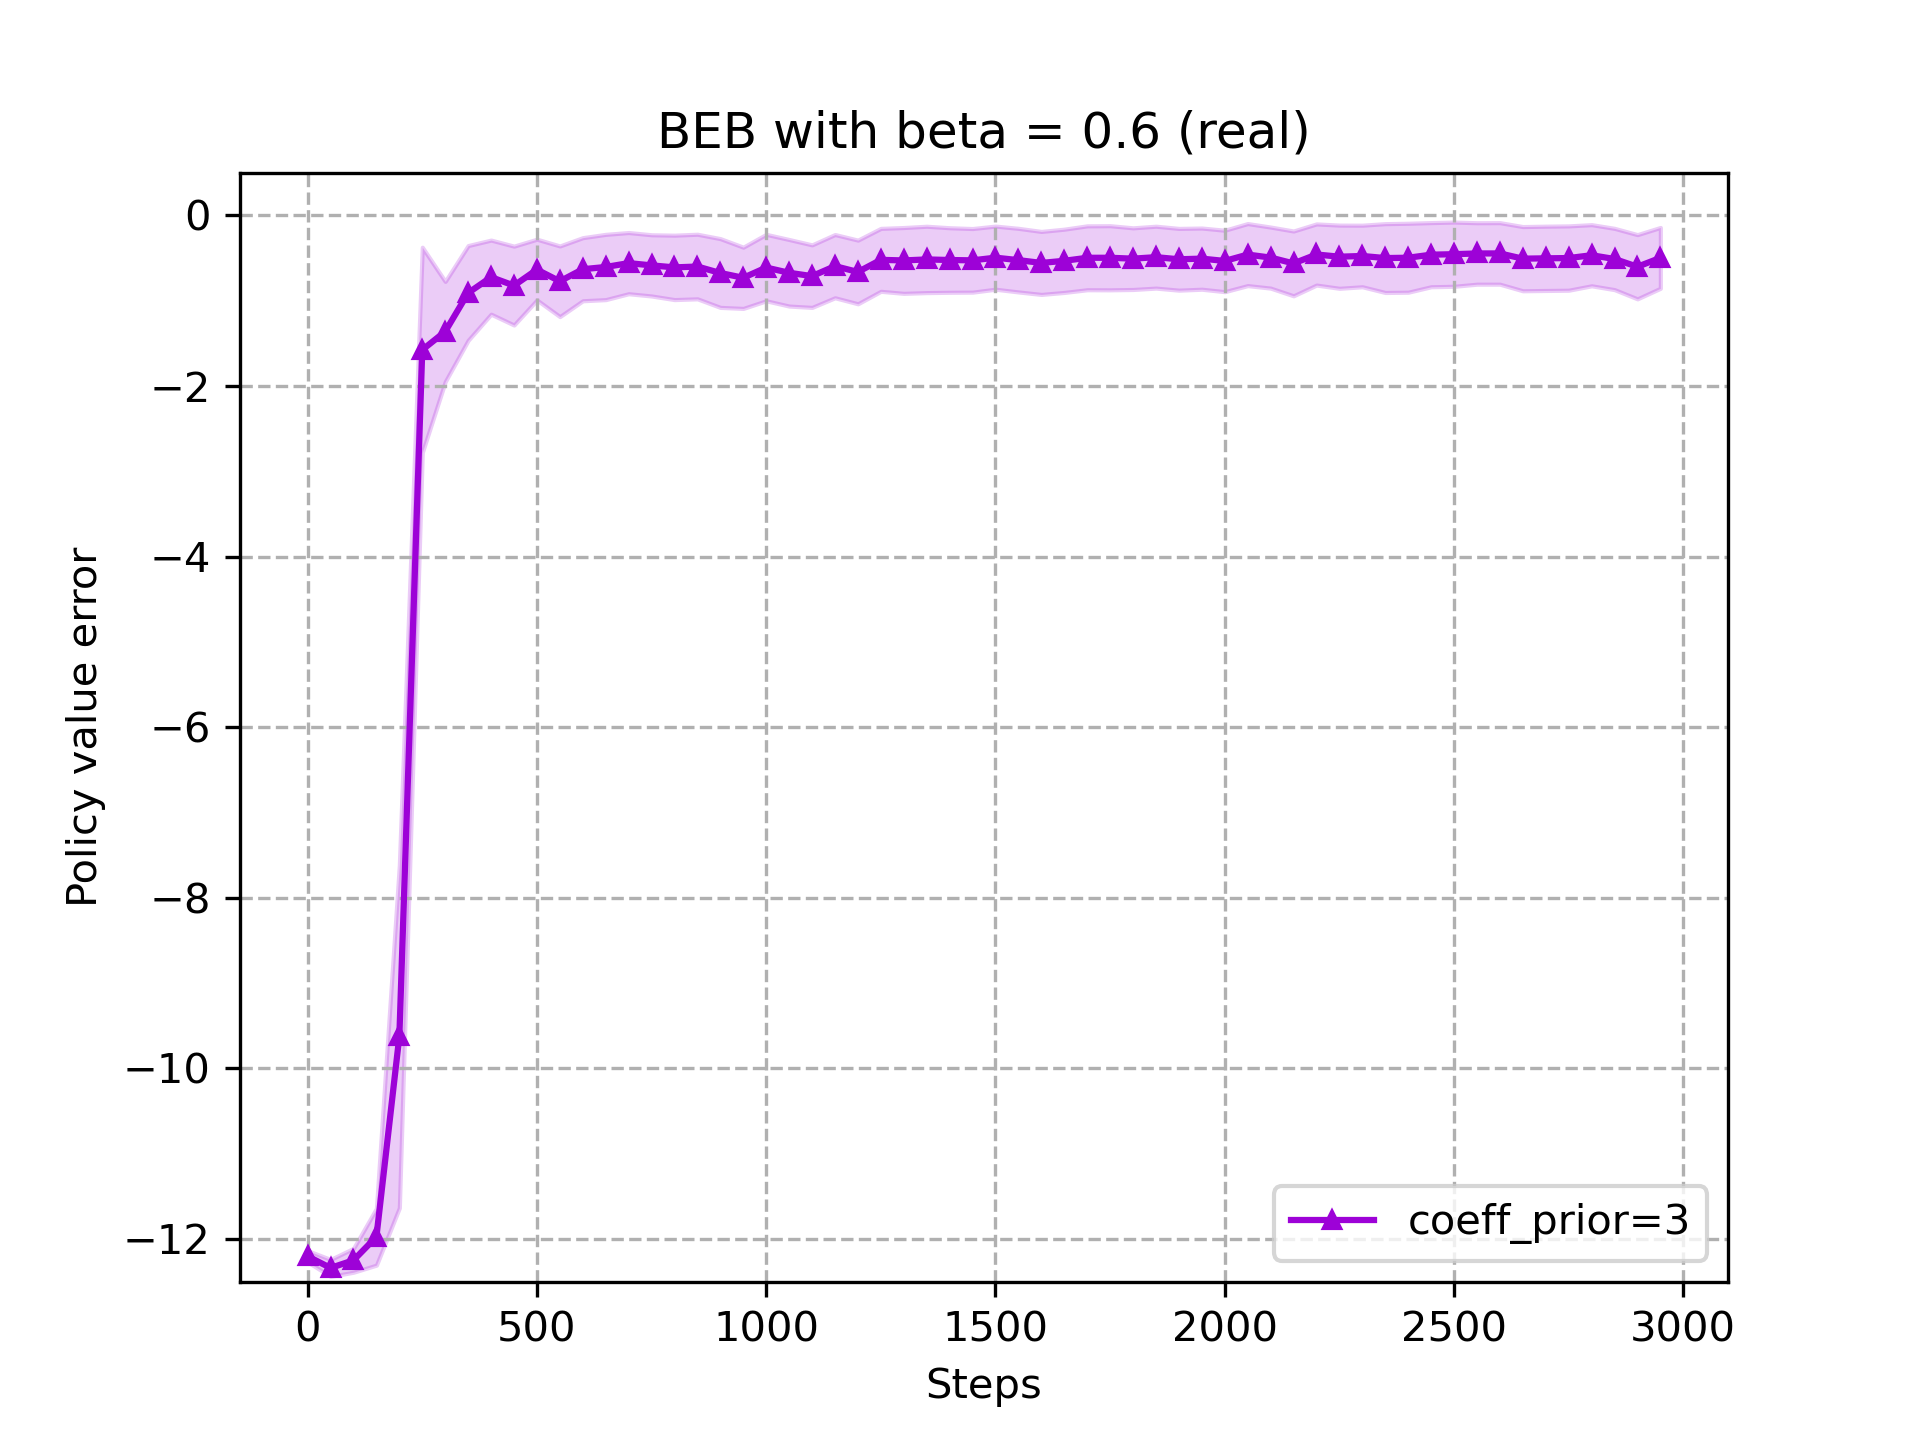 BEB with beta = 0.6 (real)
0
−2
−4
−6
−8
−10
−12
Policy value error
coeff_prior=3
0 500 1000 1500 2000 2500 3000
Steps